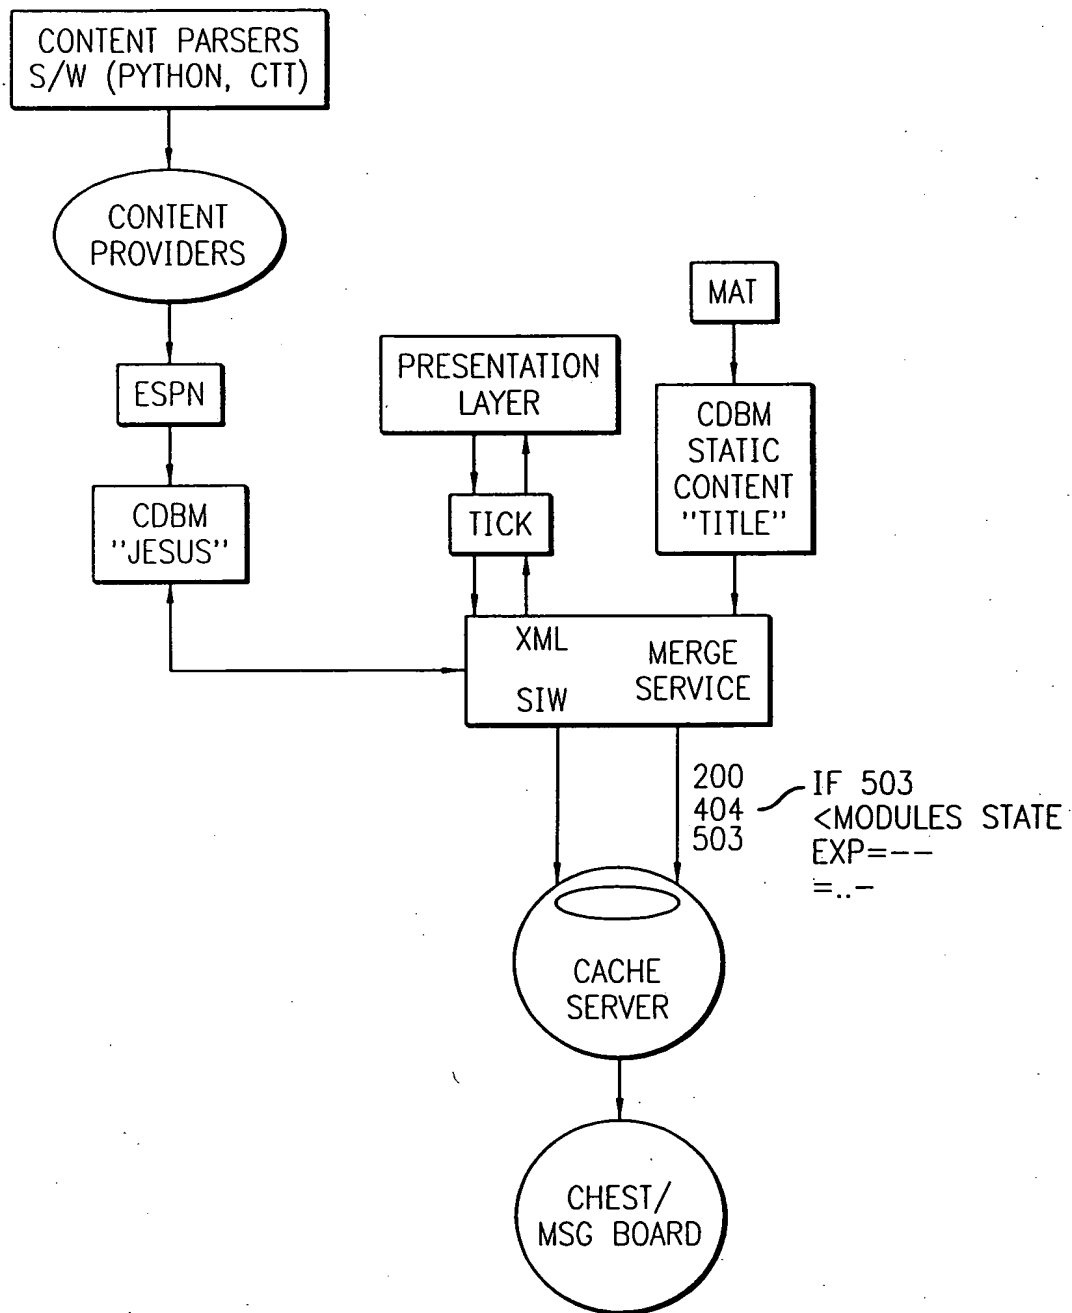 CONTENT PARSERS
S/W (PYTHON, CTT)
CONTENT
PROVIDERS
ESPN
CDBM
"JESUS"
PRESENTATION
LAYER
TICK
MAT
CDBM
STATIC
CONTENT
"TITLE"
XML
SIW
MERGE
SERVICE
200
404
503
IF 503
<MODULES STATE
EXP=--
=..-
CACHE
SERVER
CHEST/
MSG BOARD